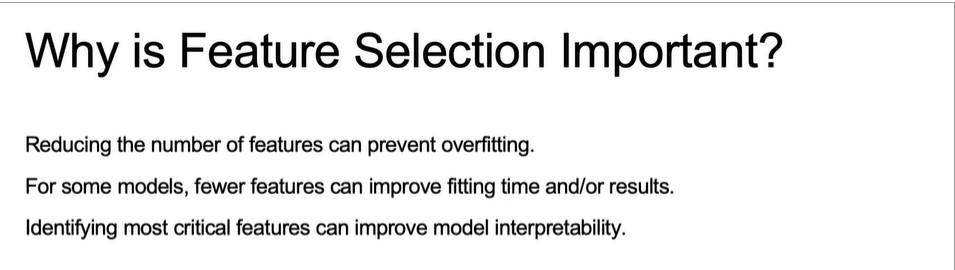 Why is Feature Selection Important?
Reducing the number of features can prevent overfitting.
For some models, fewer features can improve fitting time and/or results.
Identifying most critical features can improve model interpretability.